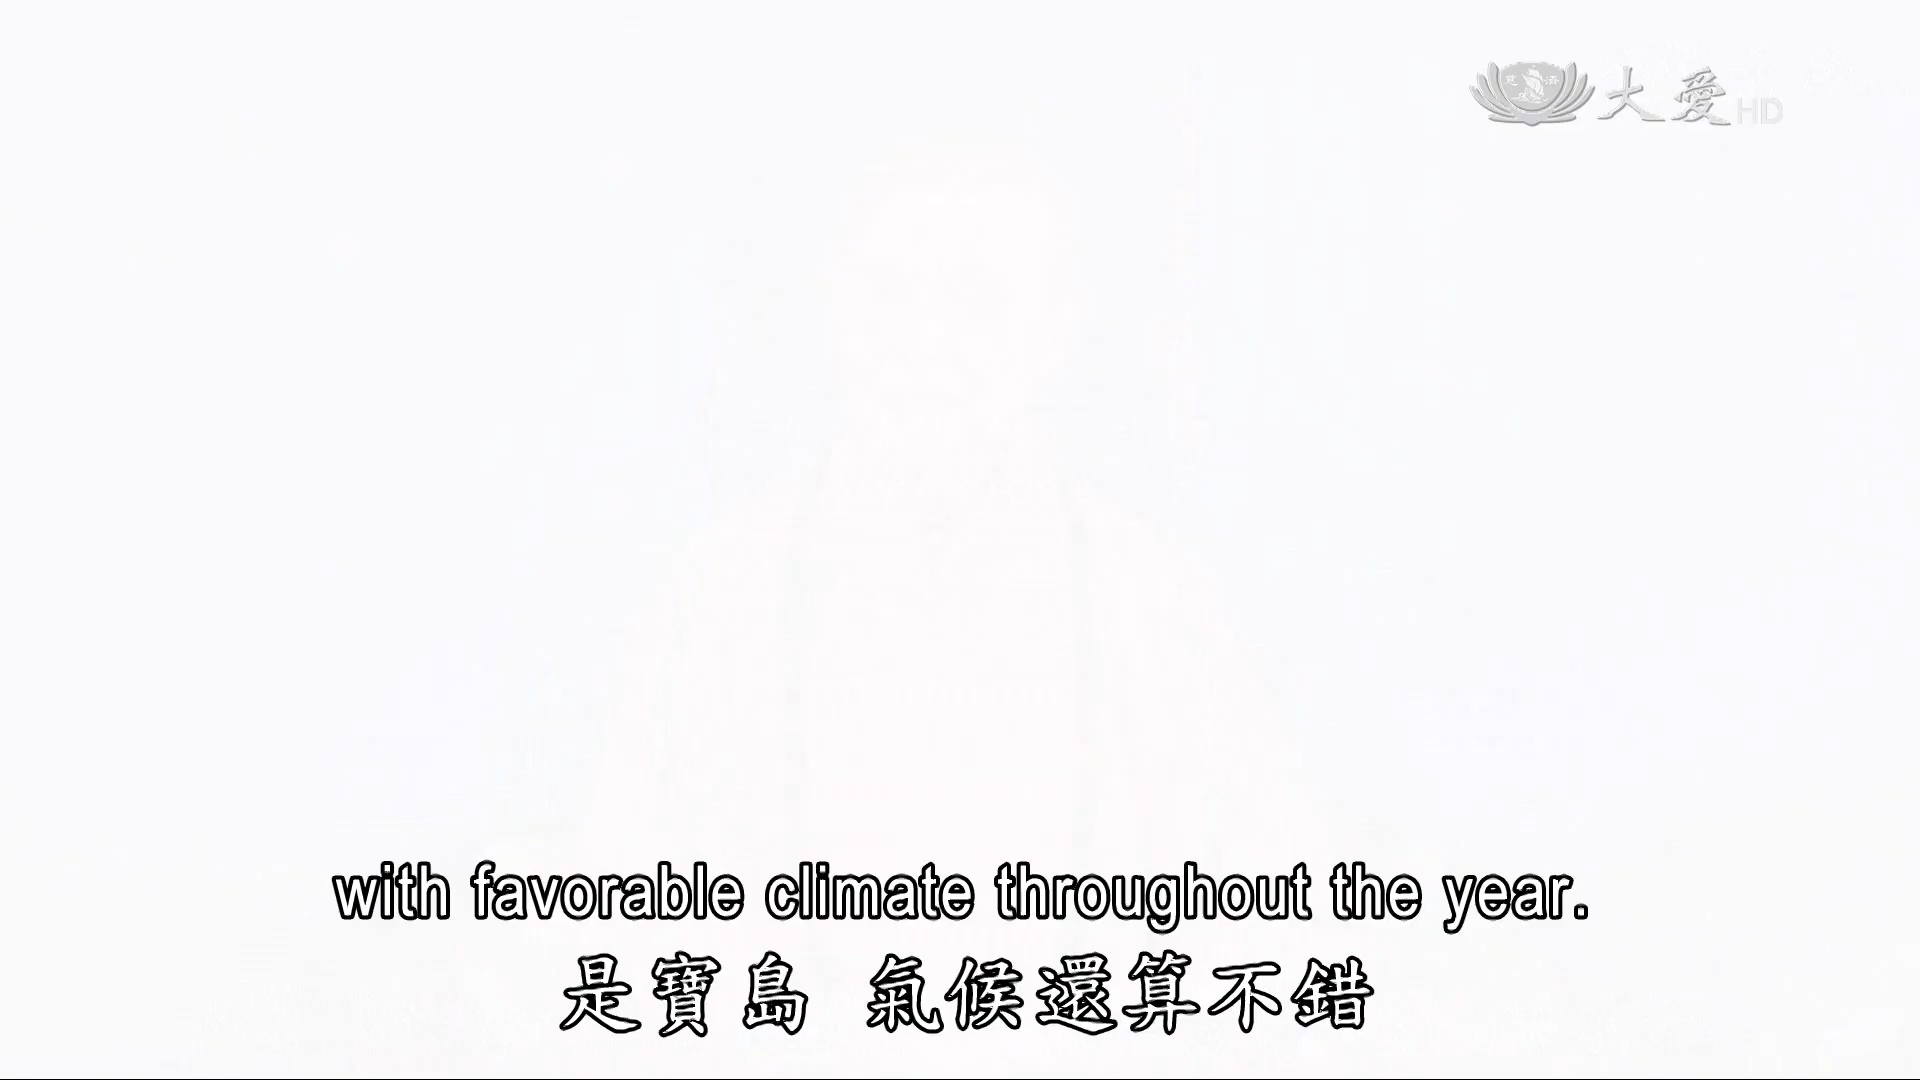 大愛HD
with favorable climate throughout the year.
是寶島 氣候還算不錯